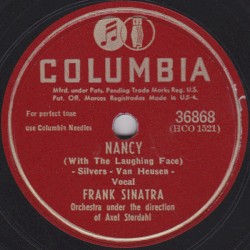 COLUMBIA
Mfrd. under Pats. Pending Trade Marks Reg. U.S.
Pat. Off. Marcas Registradas Made in U.S.A.
For perfect time
use Columbia Needles
36868
(HCO 1521)
NANCY
(With The Laughing Face)
- Silvers - Van Heusen -
Vocal
FRANK SINATRA
Orchestra under the direction
of Axel Stordahl